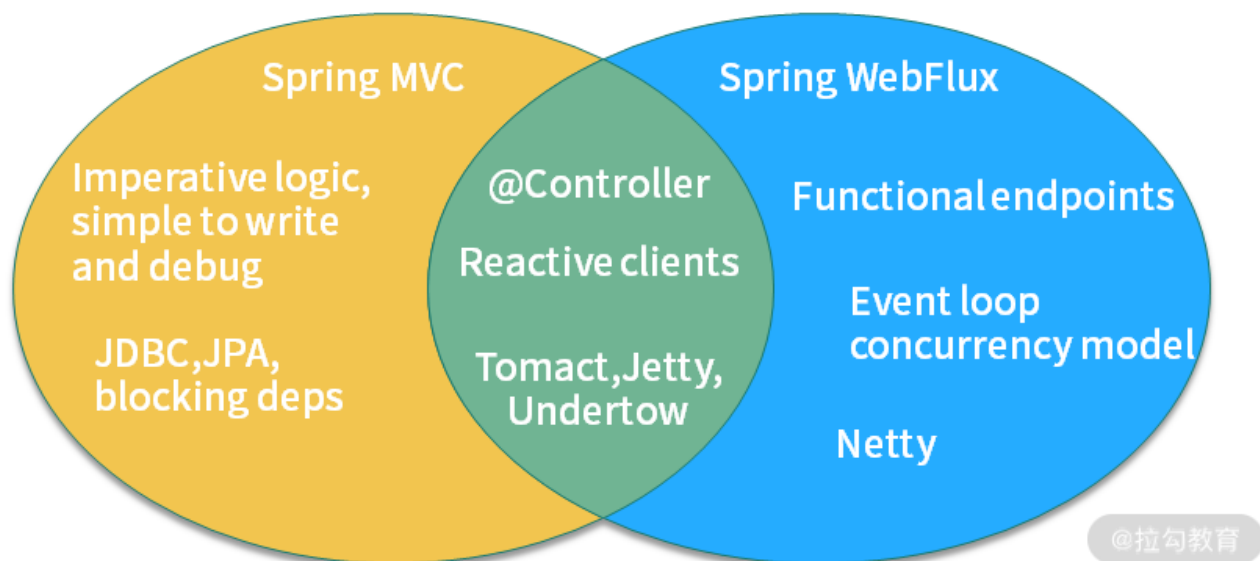 Spring MVC
Imperative logic,
simple to write
and debug
JDBC,JPA,
blocking deps
@Controller
Reactive clients
Tomact,Jetty,
Undertow
Spring WebFlux
Functional endpoints
Event loop
concurrency model
Netty
@拉勾教育